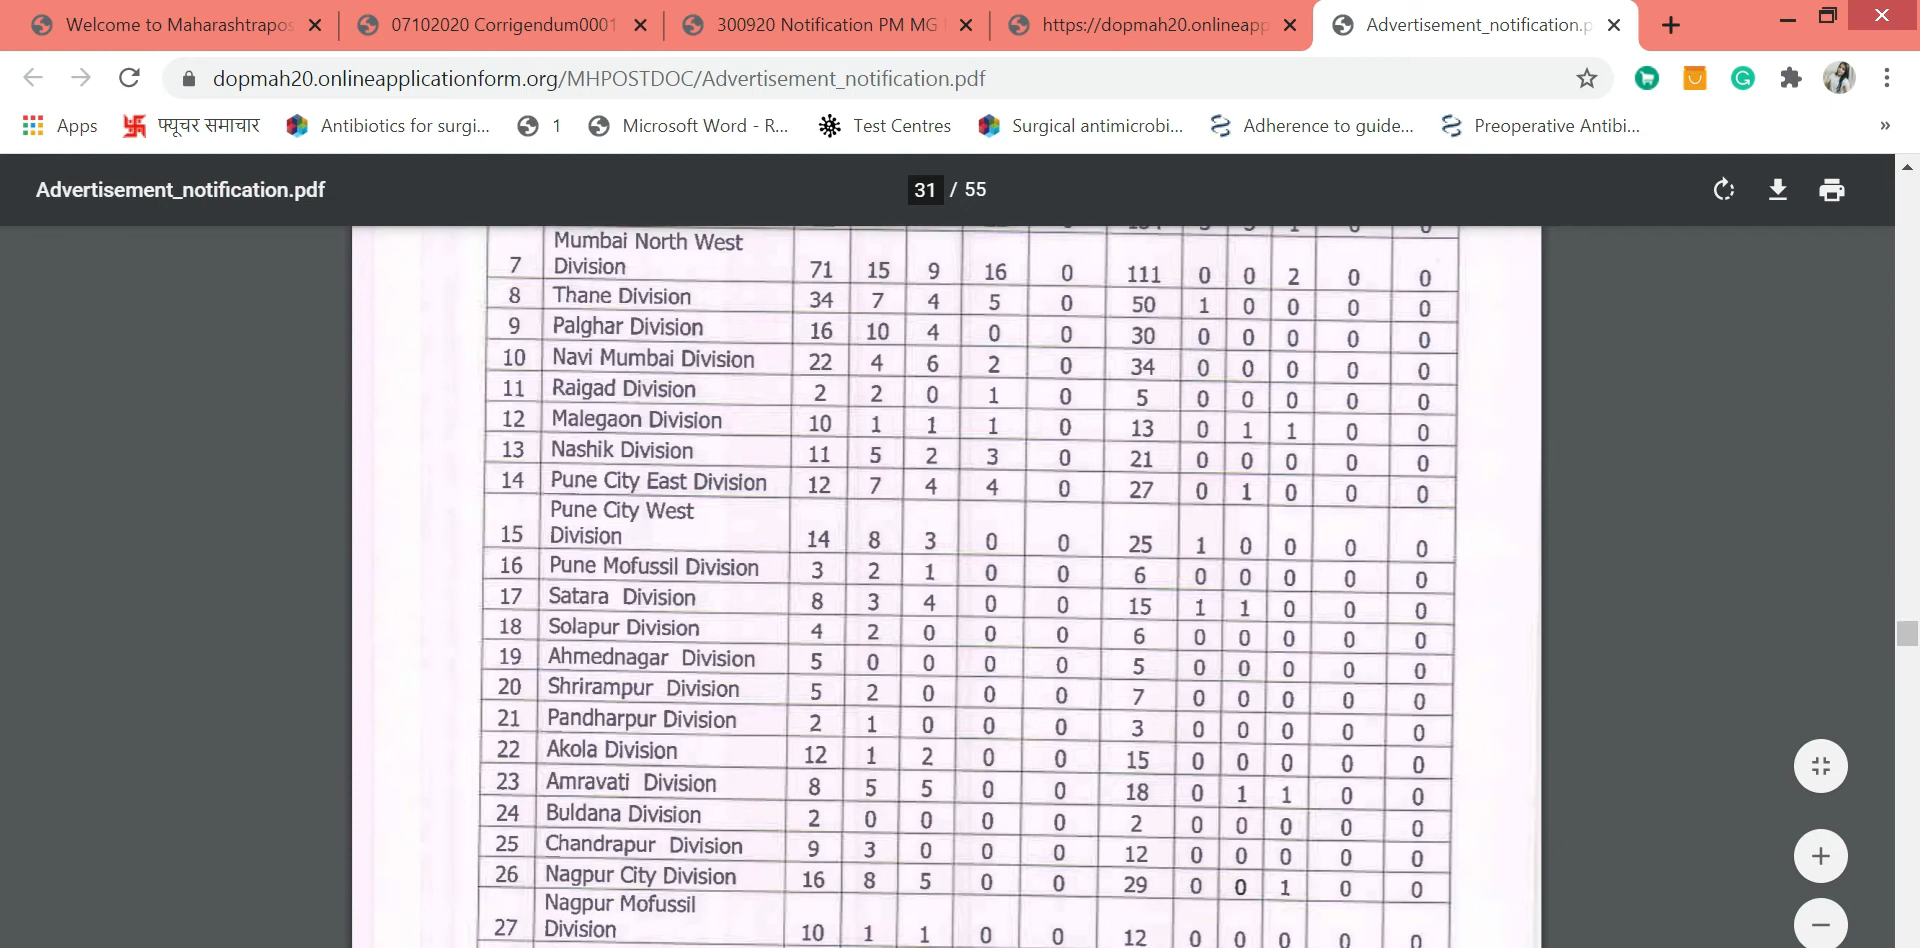 Welcome to Maharashtrapos
07102020 Corrigendum0001
300920 Notification PM MG
https://dopmah20.onlineapp
Advertisement_notification.p
dopmah20.onlineapplicationform.org/MHPOSTDOC/Advertisement_notification.pdf
Apps
फ्यूचर समाचार
Antibiotics for surgi...
1
Microsoft Word - R...
Test Centres
Surgical antimicrobi...
Adherence to guide...
Preoperative Antibi...
»
Advertisement_notification.pdf
31 / 55
Mumbai North West
7 Division 71 15 9 16 0 111 0 0 2 0 0
8 Thane Division 34 7 4 5 0 50 1 0 0 0 0
9 Palghar Division 16 10 4 0 0 30 0 0 0 0 0
10 Navi Mumbai Division 22 4 6 2 0 34 0 0 0 0 0
11 Raigad Division 2 2 0 1 0 5 0 0 0 0 0
12 Malegaon Division 10 1 1 1 0 13 0 1 1 0 0
13 Nashik Division 11 5 2 3 0 21 0 0 0 0 0
14 Pune City East Division 12 7 4 4 0 27 0 1 0 0 0
Pune City West
15 Division 14 8 3 0 0 25 1 0 0 0 0
16 Pune Mofussil Division 3 2 1 0 0 6 0 0 0 0 0
17 Satara Division 8 3 4 0 0 15 1 1 0 0 0
18 Solapur Division 4 2 0 0 0 6 0 0 0 0 0
19 Ahmednagar Division 5 0 0 0 0 5 0 0 0 0 0
20 Shrirampur Division 5 2 0 0 0 7 0 0 0 0 0
21 Pandharpur Division 2 1 0 0 0 3 0 0 0 0 0
22 Akola Division 12 1 2 0 0 15 0 0 0 0 0
23 Amravati Division 8 5 5 0 0 18 0 1 1 0 0
24 Buldana Division 2 0 0 0 0 2 0 0 0 0 0
25 Chandrapur Division 9 3 0 0 0 12 0 0 0 0 0
26 Nagpur City Division 16 8 5 0 0 29 0 0 1 0 0
Nagpur Mofussil
27 Division 10 1 1 0 0 12 0 0 0 0 0